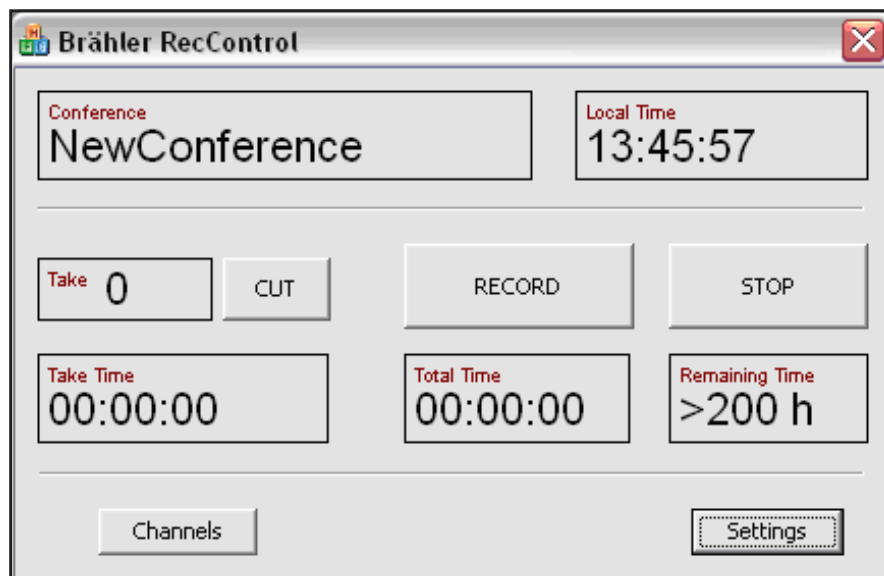 Brähler RecControl
Conference
NewConference
Local Time
13:45:57
Take 0
CUT
RECORD
STOP
Take Time
00:00:00
Total Time
00:00:00
Remaining Time
>200 h
Channels
Settings